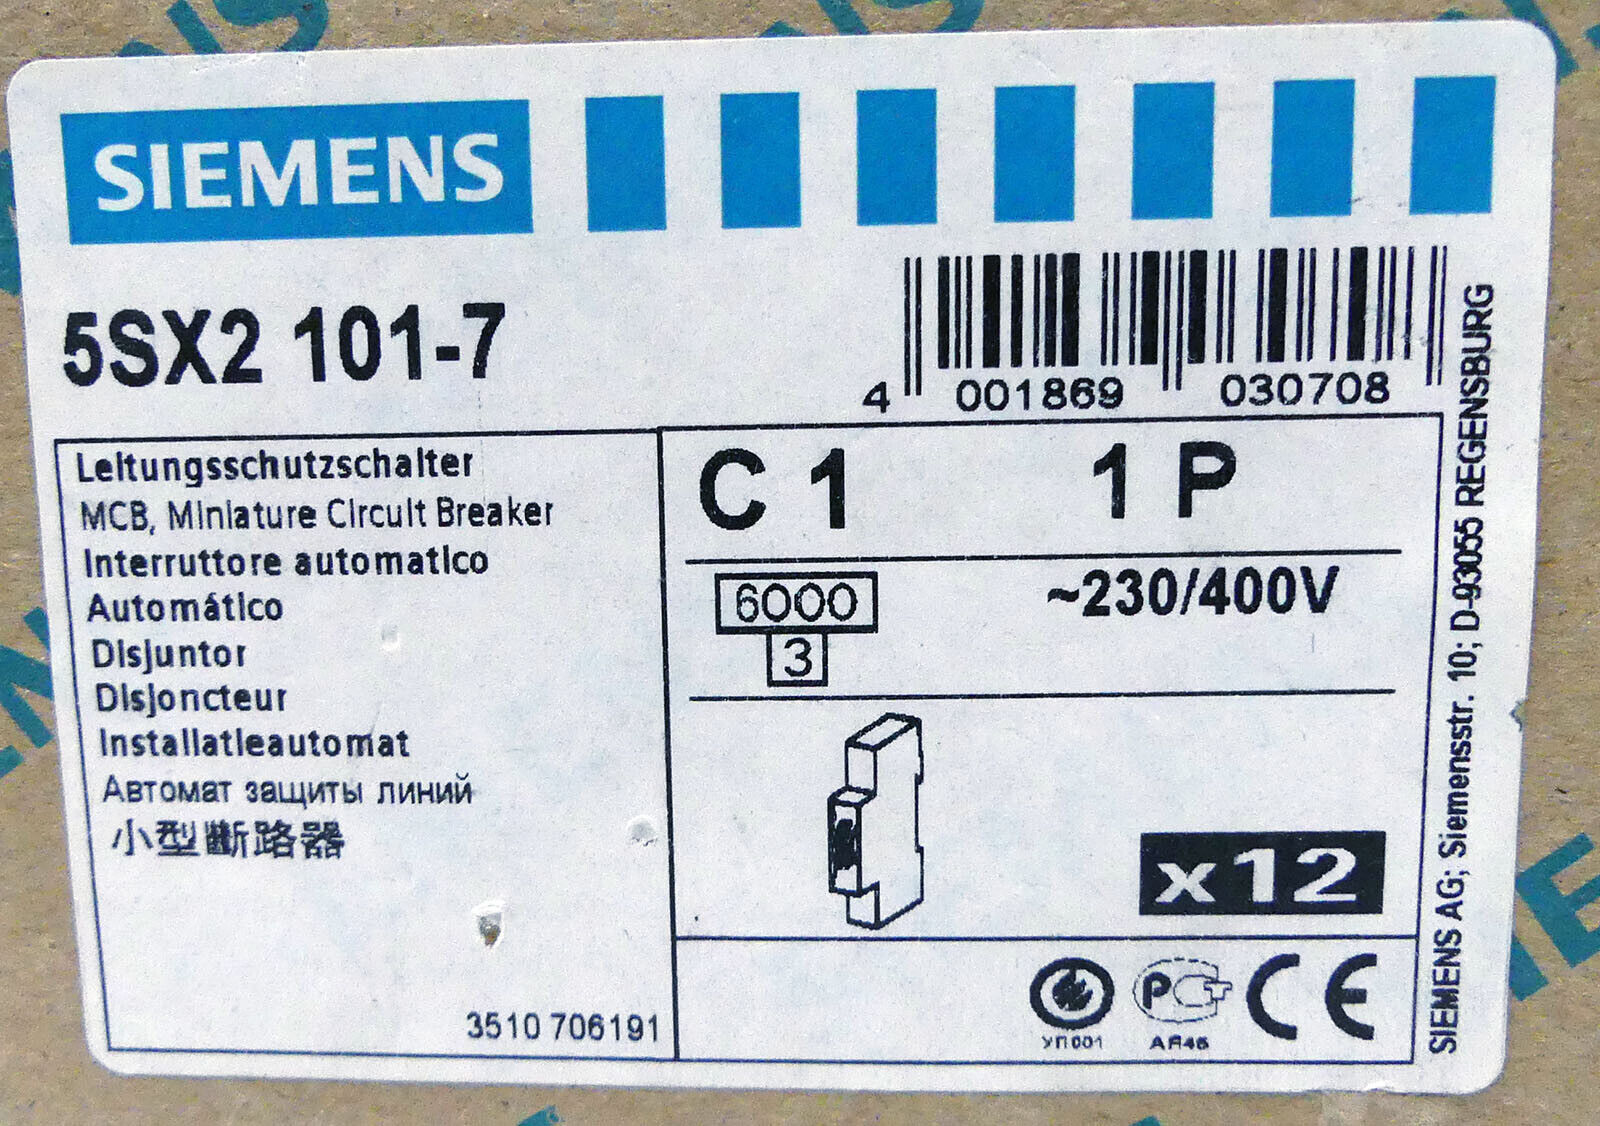 SIEMENS
5SX2 101-7
4 001869 030708
Leitungsschutzschalter
MCB, Miniature Circuit Breaker
Interruttore automatico
Automático
Disjuntor
Disjoncteur
Installatieautomat
Автомат защиты линий
小型斷路器
3510 706191
C 1 1 P
6000
3
~230/400V
x12
УП001
АЯ46
CE
SIEMENS AG; Siemensstr. 10; D-93055 REGENSBURG